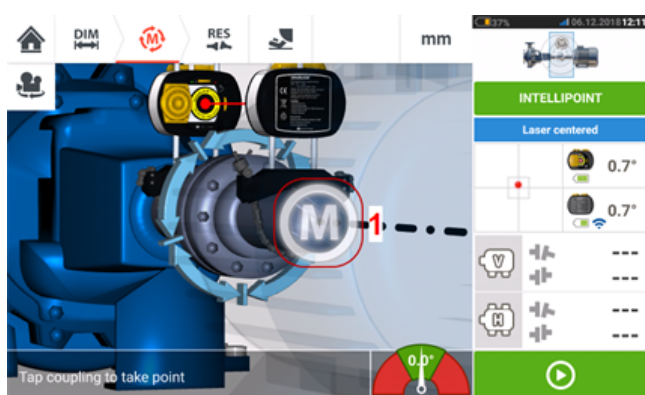 37% 06.12.2018 12:11
DIM
M
RES
mm
INTELLIPOINT
Laser centered
0.7°
0.7°
M
1
V
---
---
H
---
---
0.0°
Tap coupling to take point